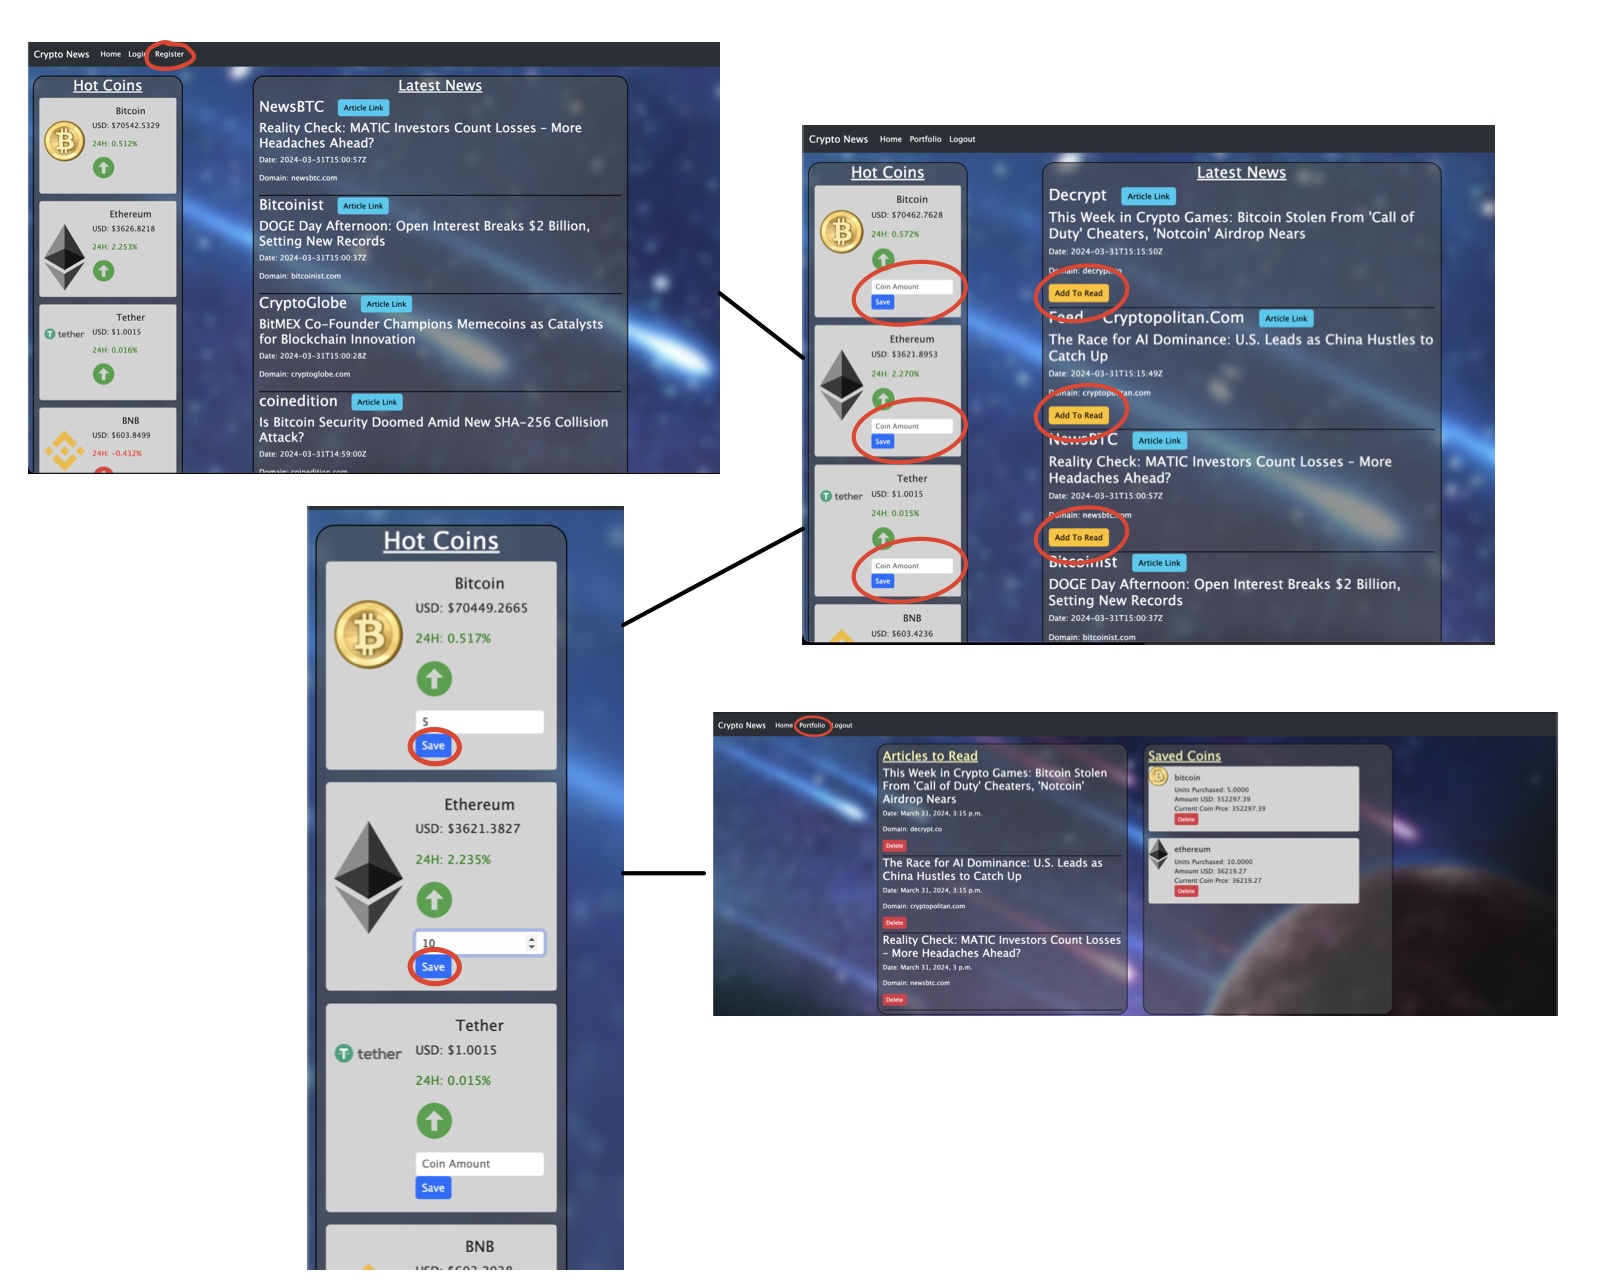 Crypto News Home Login Register
Hot Coins
Bitcoin
USD: $70542.5329
24H: 0.512%
Ethereum
USD: $3626.8218
24H: 2.253%
tether
Tether
USD: $1.0015
24H: 0.016%
BNB
USD: $603.8499
24H: -0.432%
Latest News
NewsBTC Article Link
Reality Check: MATIC Investors Count Losses – More
Headaches Ahead?
Date: 2024-03-31T15:00:57Z
Domain: newsbtc.com
Bitcoinist Article Link
DOGE Day Afternoon: Open Interest Breaks $2 Billion,
Setting New Records
Date: 2024-03-31T15:00:37Z
Domain: bitcoinist.com
CryptoGlobe Article Link
BitMEX Co-Founder Champions Memecoins as Catalysts
for Blockchain Innovation
Date: 2024-03-31T15:00:28Z
Domain: cryptoglobe.com
coinedition Article Link
Is Bitcoin Security Doomed Amid New SHA-256 Collision
Attack?
Date: 2024-03-31T14:59:00Z
Domain: coinedition.com
Crypto News Home Portfolio Logout
Hot Coins
Bitcoin
USD: $70462.7628
24H: 0.572%
Coin Amount
Save
Ethereum
USD: $3621.8953
24H: 2.270%
Coin Amount
Save
tether
Tether
USD: $1.0015
24H: 0.015%
Coin Amount
Save
BNB
USD: $603.4236
Latest News
Decrypt Article Link
This Week in Crypto Games: Bitcoin Stolen From 'Call of
Duty' Cheaters, 'Notcoin' Airdrop Nears
Date: 2024-03-31T15:15:50Z
Domain: decrypt.co
Add To Read
Feed – Cryptopolitan.Com Article Link
The Race for AI Dominance: U.S. Leads as China Hustles to
Catch Up
Date: 2024-03-31T15:15:49Z
Domain: cryptopolitan.com
Add To Read
NewsBTC Article Link
Reality Check: MATIC Investors Count Losses – More
Headaches Ahead?
Date: 2024-03-31T15:00:57Z
Domain: newsbtc.com
Add To Read
Bitcoinist Article Link
DOGE Day Afternoon: Open Interest Breaks $2 Billion,
Setting New Records
Date: 2024-03-31T15:00:37Z
Domain: bitcoinist.com
Hot Coins
Bitcoin
USD: $70449.2665
24H: 0.517%
5
Save
Ethereum
USD: $3621.3827
24H: 2.235%
10
Save
tether
Tether
USD: $1.0015
24H: 0.015%
Coin Amount
Save
BNB
Crypto News Home Portfolio Logout
Articles to Read
This Week in Crypto Games: Bitcoin Stolen
From 'Call of Duty' Cheaters, 'Notcoin'
Airdrop Nears
Date: March 31, 2024, 3:15 p.m.
Domain: decrypt.co
Delete
The Race for AI Dominance: U.S. Leads as
China Hustles to Catch Up
Date: March 31, 2024, 3:15 p.m.
Domain: cryptopolitan.com
Delete
Reality Check: MATIC Investors Count Losses
– More Headaches Ahead?
Date: March 31, 2024, 3 p.m.
Domain: newsbtc.com
Delete
Saved Coins
bitcoin
Units Purchased: 5.0000
Amount USD: 352297.39
Current Coin Prce: 352297.39
Delete
ethereum
Units Purchased: 10.0000
Amount USD: 36219.27
Current Coin Prce: 36219.27
Delete